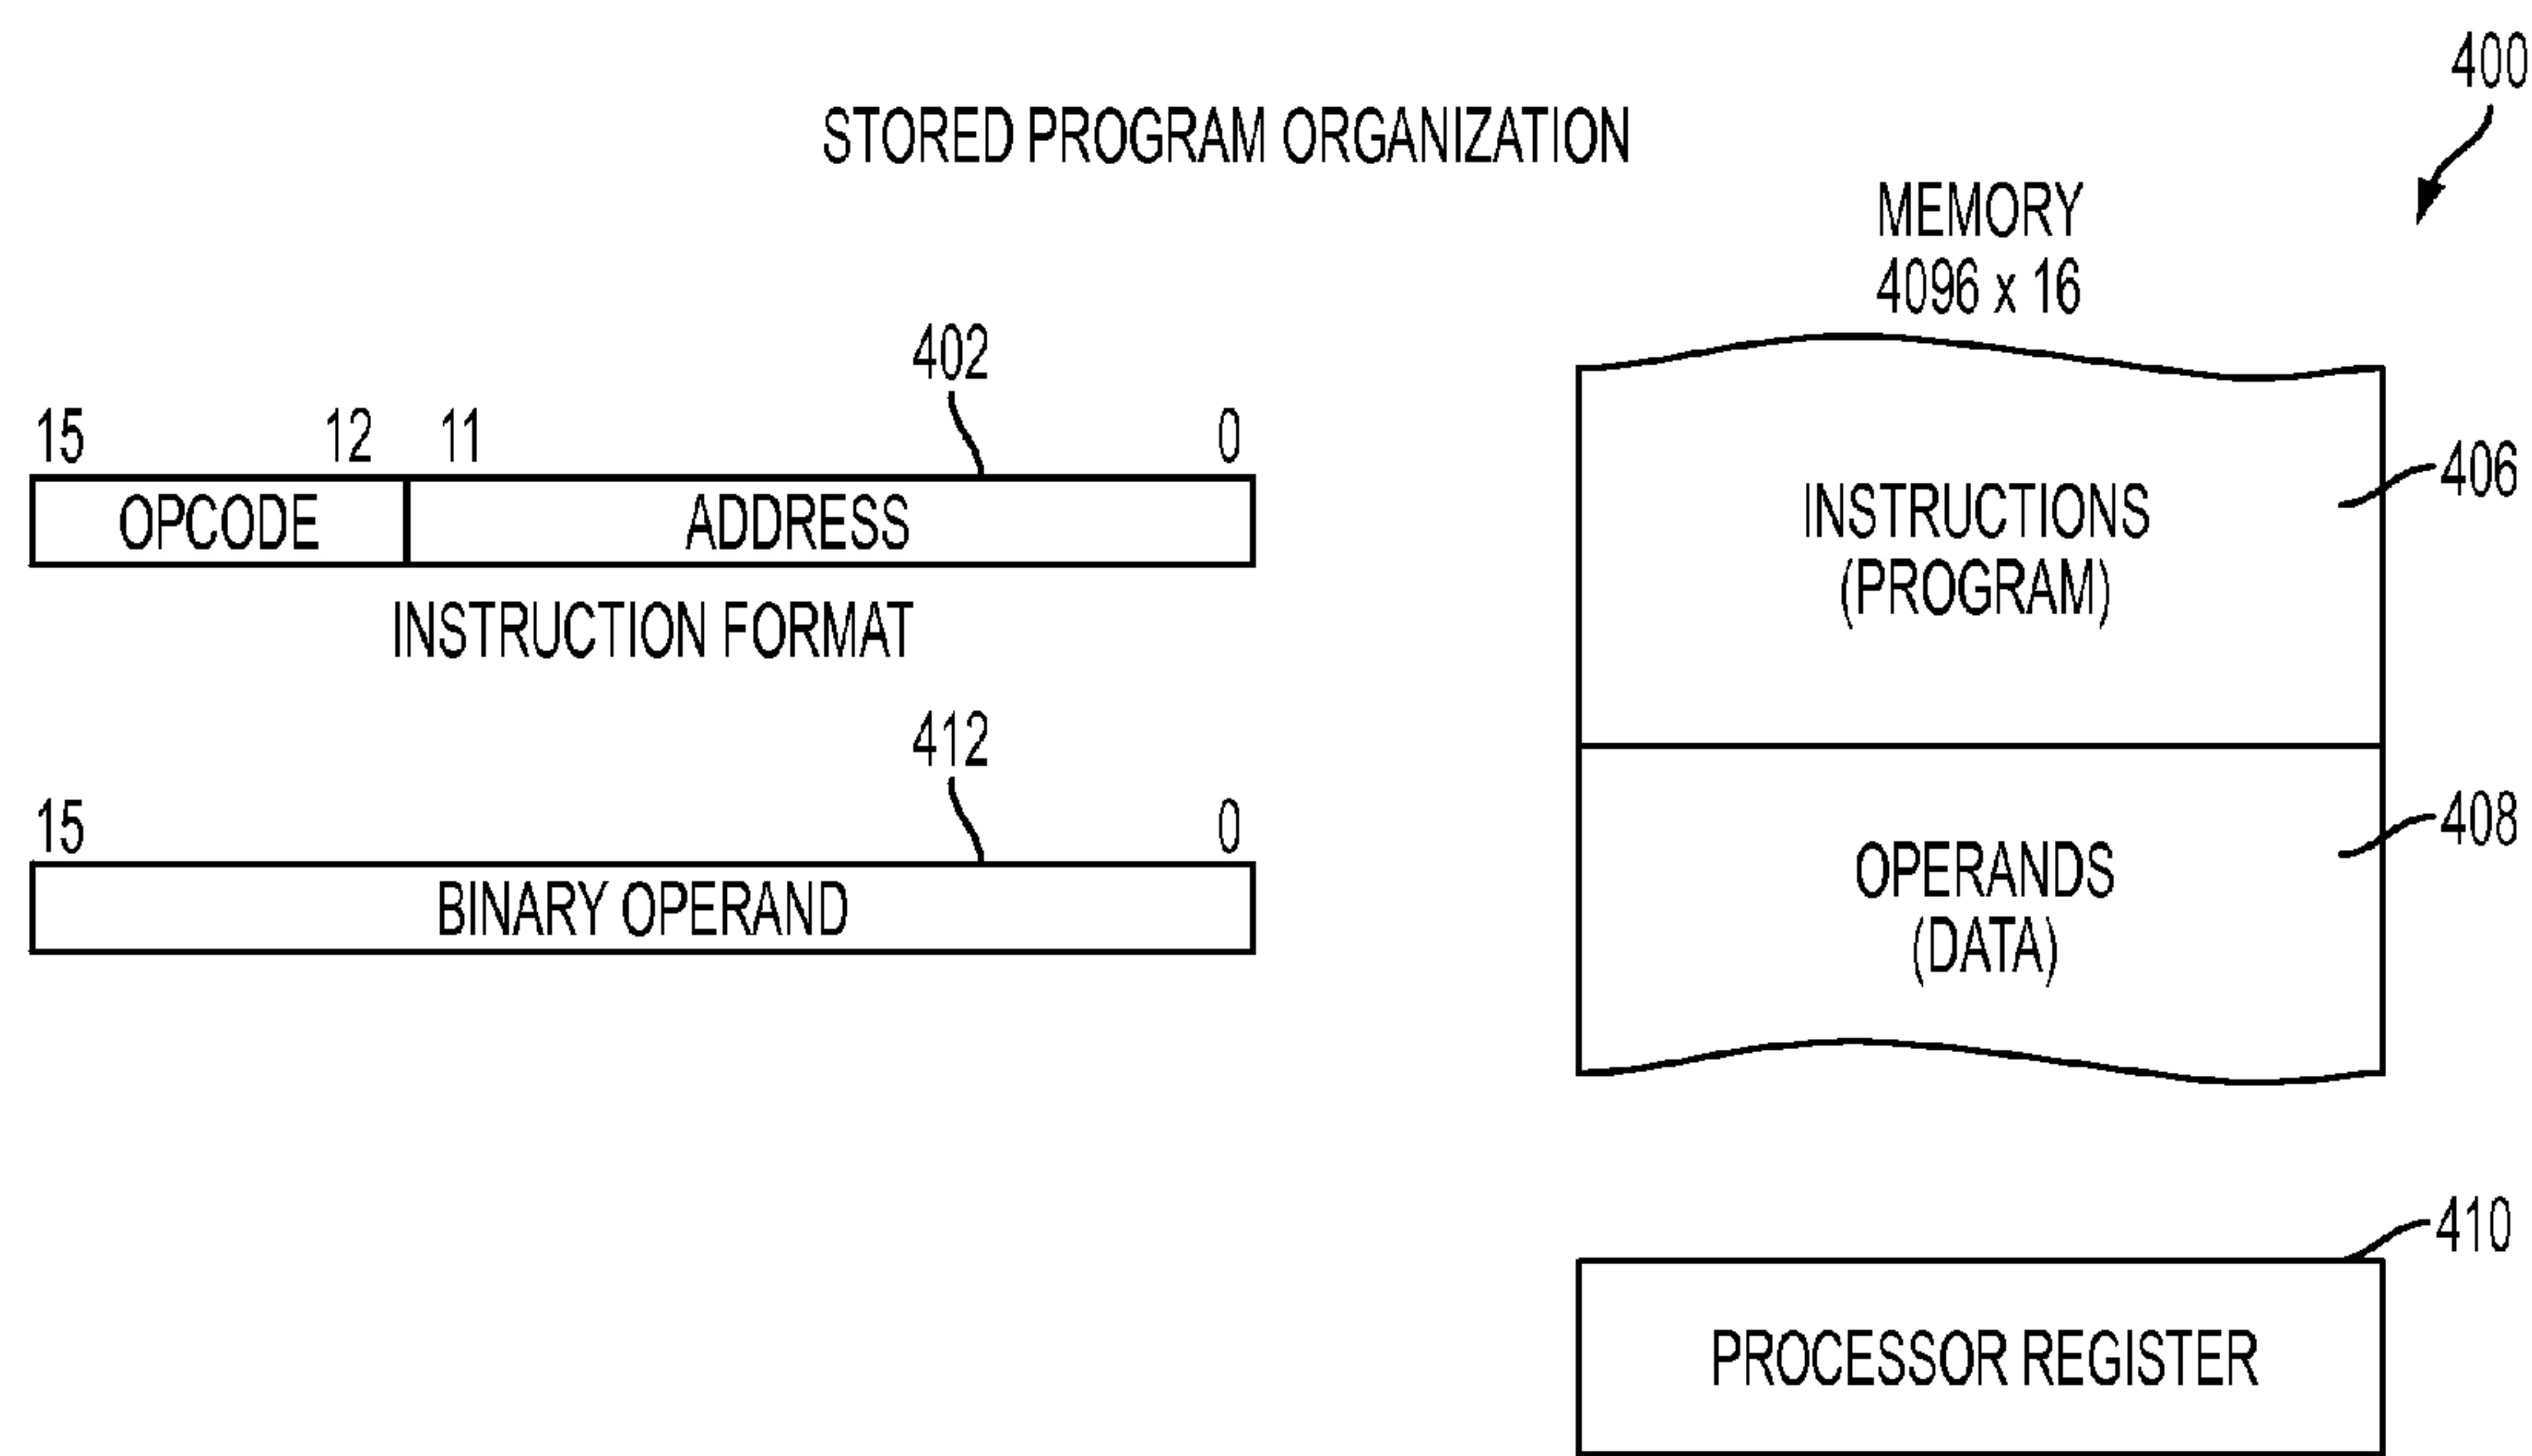 400
STORED PROGRAM ORGANIZATION
MEMORY
4096 x 16
402
15 12 11 0
OPCODE ADDRESS
INSTRUCTION FORMAT
412
15 0
BINARY OPERAND
406
INSTRUCTIONS
(PROGRAM)
408
OPERANDS
(DATA)
410
PROCESSOR REGISTER